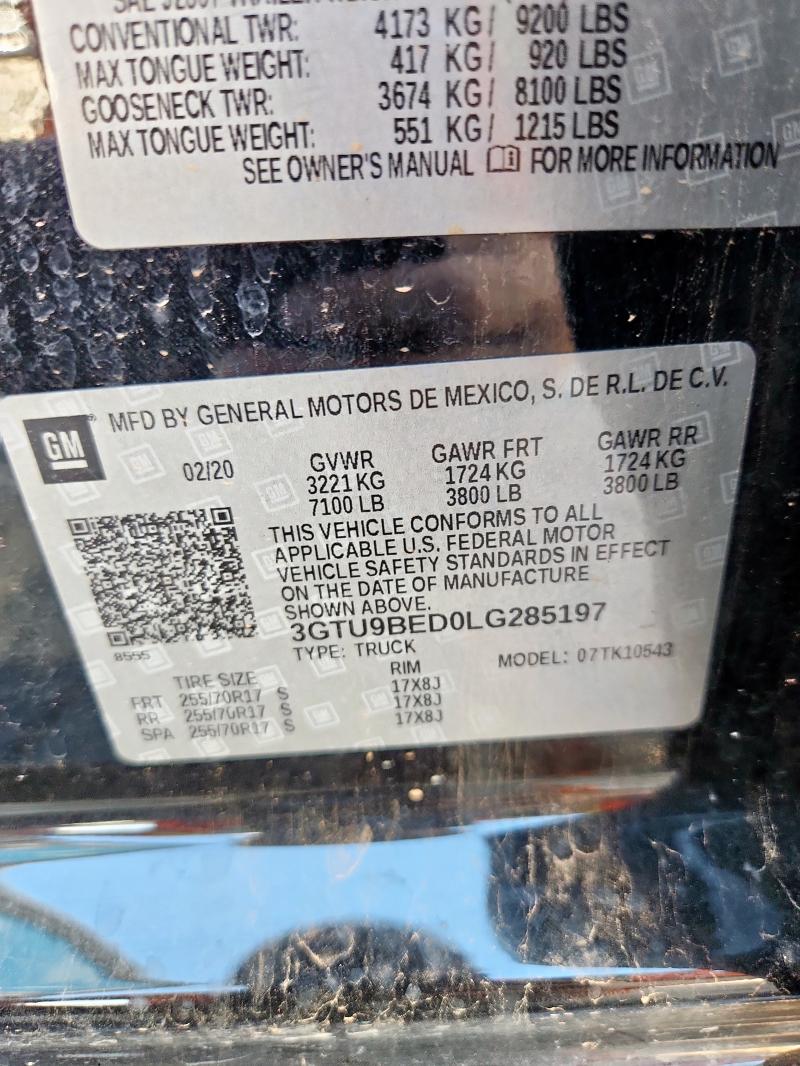 SAE J2807 TRAILER
CONVENTIONAL TWR: 4173 KG/ 9200 LBS
MAX TONGUE WEIGHT: 417 KG/ 920 LBS
GOOSENECK TWR: 3674 KG/ 8100 LBS
MAX TONGUE WEIGHT: 551 KG/ 1215 LBS
SEE OWNER'S MANUAL FOR MORE INFORMATION
GM® MFD BY GENERAL MOTORS DE MEXICO, S. DE R.L. DE C.V.
02/20 GVWR GAWR FRT GAWR RR
3221 KG 1724 KG 1724 KG
7100 LB 3800 LB 3800 LB
THIS VEHICLE CONFORMS TO ALL
APPLICABLE U.S. FEDERAL MOTOR
VEHICLE SAFETY STANDARDS IN EFFECT
ON THE DATE OF MANUFACTURE
SHOWN ABOVE.
3GTU9BED0LG285197
8555 TYPE: TRUCK MODEL: 07TK10543
TIRE SIZE RIM
FRT 255/70R17 S 17X8J
RR 255/70R17 S 17X8J
SPA 255/70R17 S 17X8J